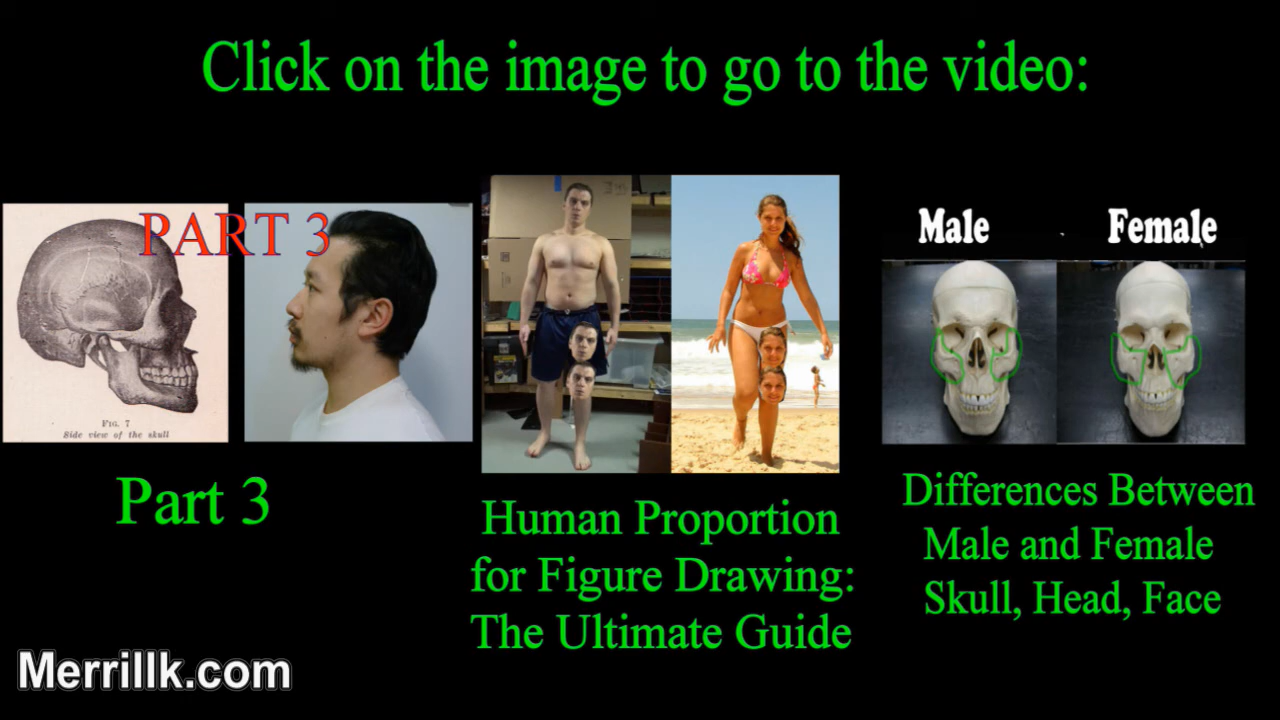 Click on the image to go to the video:
PART 3
FIG. 7
Side view of the skull
Part 3
Human Proportion
for Figure Drawing:
The Ultimate Guide
Male
Female
Differences Between
Male and Female
Skull, Head, Face
Merrillk.com